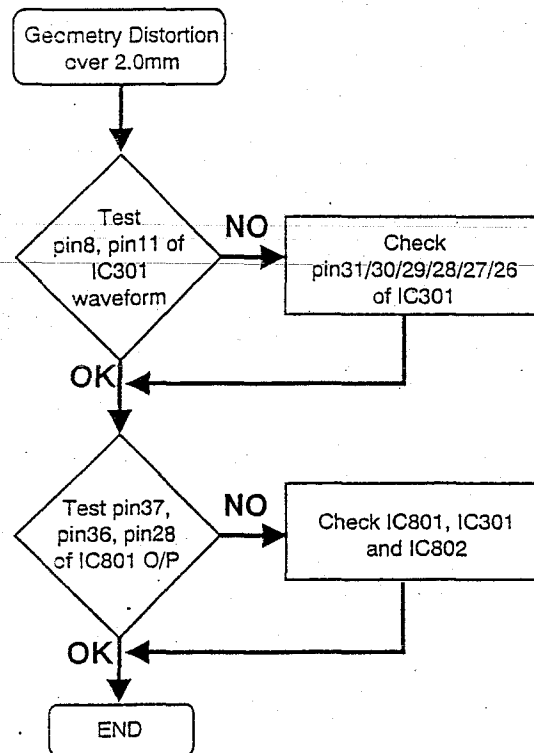 Geometry Distortion
over 2.0mm
Test
pin8, pin11 of
IC301
waveform
NO
Check
pin31/30/29/28/27/26
of IC301
OK
Test pin37,
pin36, pin28
of IC801 O/P
NO
Check IC801, IC301
and IC802
OK
END